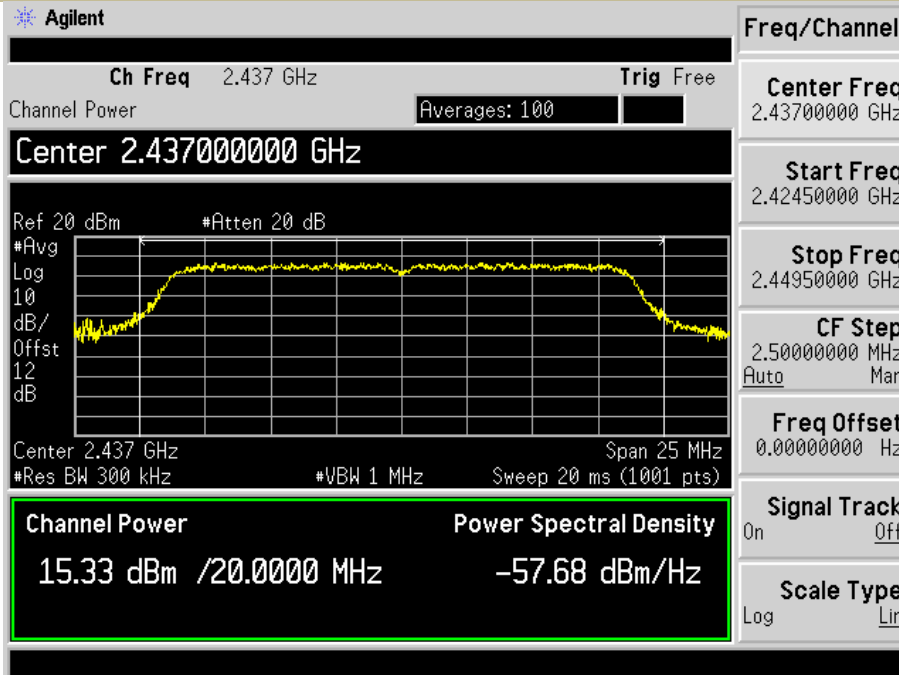 Agilent
Freq/Channel
Ch Freq 2.437 GHz Trig Free
Channel Power Averages: 100
Center 2.437000000 GHz
Ref 20 dBm #Atten 20 dB
#Avg
Log
10
dB/
Offst
12
dB
Center 2.437 GHz Span 25 MHz
#Res BW 300 kHz #VBW 1 MHz Sweep 20 ms (1001 pts)
Channel Power Power Spectral Density
15.33 dBm /20.0000 MHz -57.68 dBm/Hz
Center Freq
2.43700000 GHz
Start Freq
2.42450000 GHz
Stop Freq
2.44950000 GHz
CF Step
2.50000000 MHz
Auto Man
Freq Offset
0.00000000 Hz
Signal Track
On Off
Scale Type
Log Lin